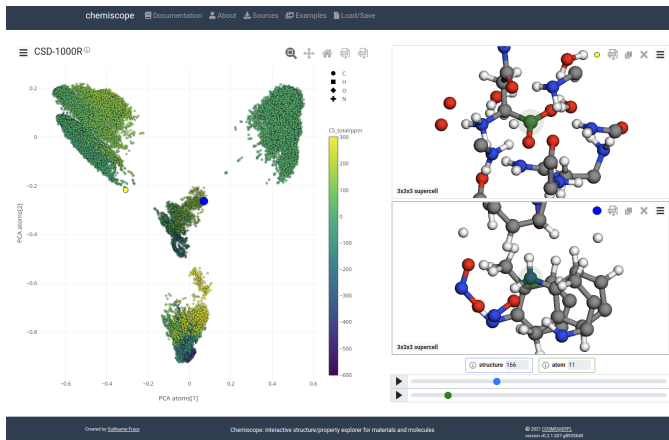 chemiscope Documentation About Sources Examples Load/Save
CSD-1000R
C
H
O
N
CS_total/ppm
300
200
100
0
−100
−200
−300
−400
−500
−600
0.2
0
−0.2
−0.4
−0.6
−0.8
PCA atoms[2]
−0.6
−0.4
−0.2
0
0.2
0.4
0.6
PCA atoms[1]
3x3x3 supercell
3x3x3 supercell
structure 166 atom 11
Created by Guillaume Fraux
Chemiscope: interactive structure/property explorer for materials and molecules
© 2021 COSMO@EPFL